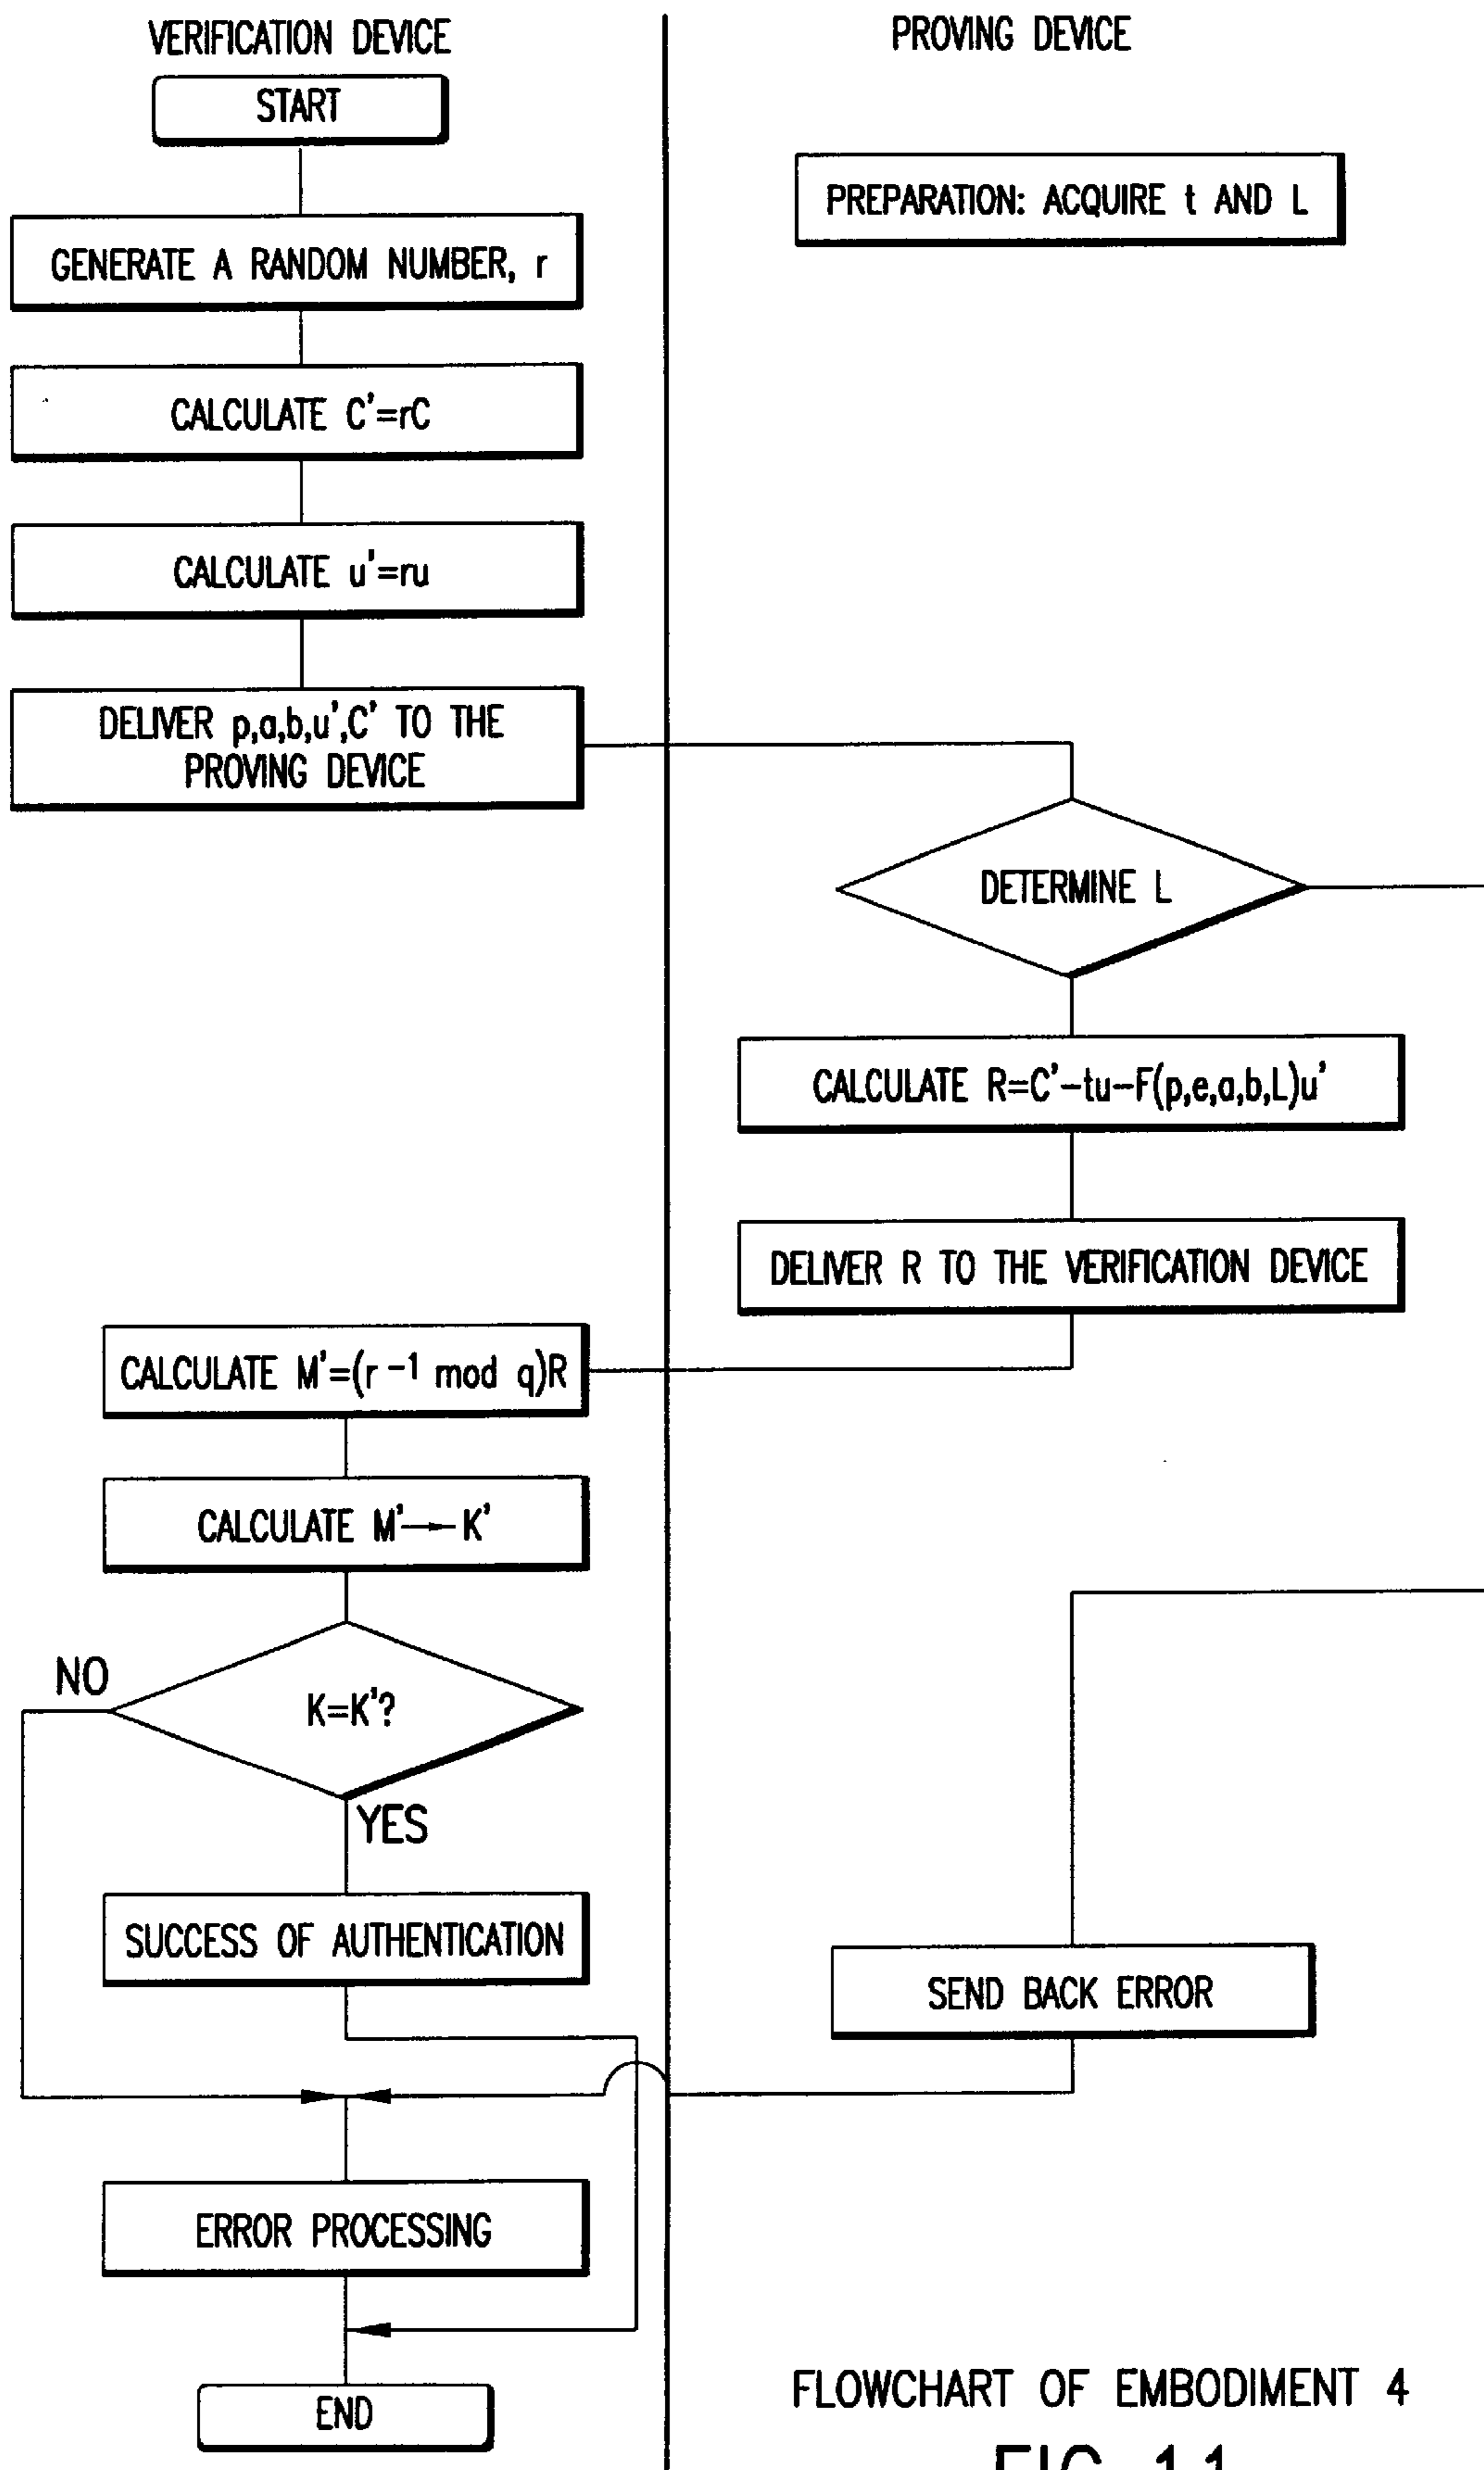 VERIFICATION DEVICE
START
GENERATE A RANDOM NUMBER, r
CALCULATE C'=rC
CALCULATE u'=ru
DELIVER p,a,b,u',C' TO THE
PROVING DEVICE
PROVING DEVICE
PREPARATION: ACQUIRE t AND L
DETERMINE L
CALCULATE R=C'-tu-F(p,e,a,b,L)u'
DELIVER R TO THE VERIFICATION DEVICE
CALCULATE M'=(r -1 mod q)R
CALCULATE M'→K'
NO
K=K'?
YES
SUCCESS OF AUTHENTICATION
SEND BACK ERROR
ERROR PROCESSING
END
FLOWCHART OF EMBODIMENT 4
FIG. 11